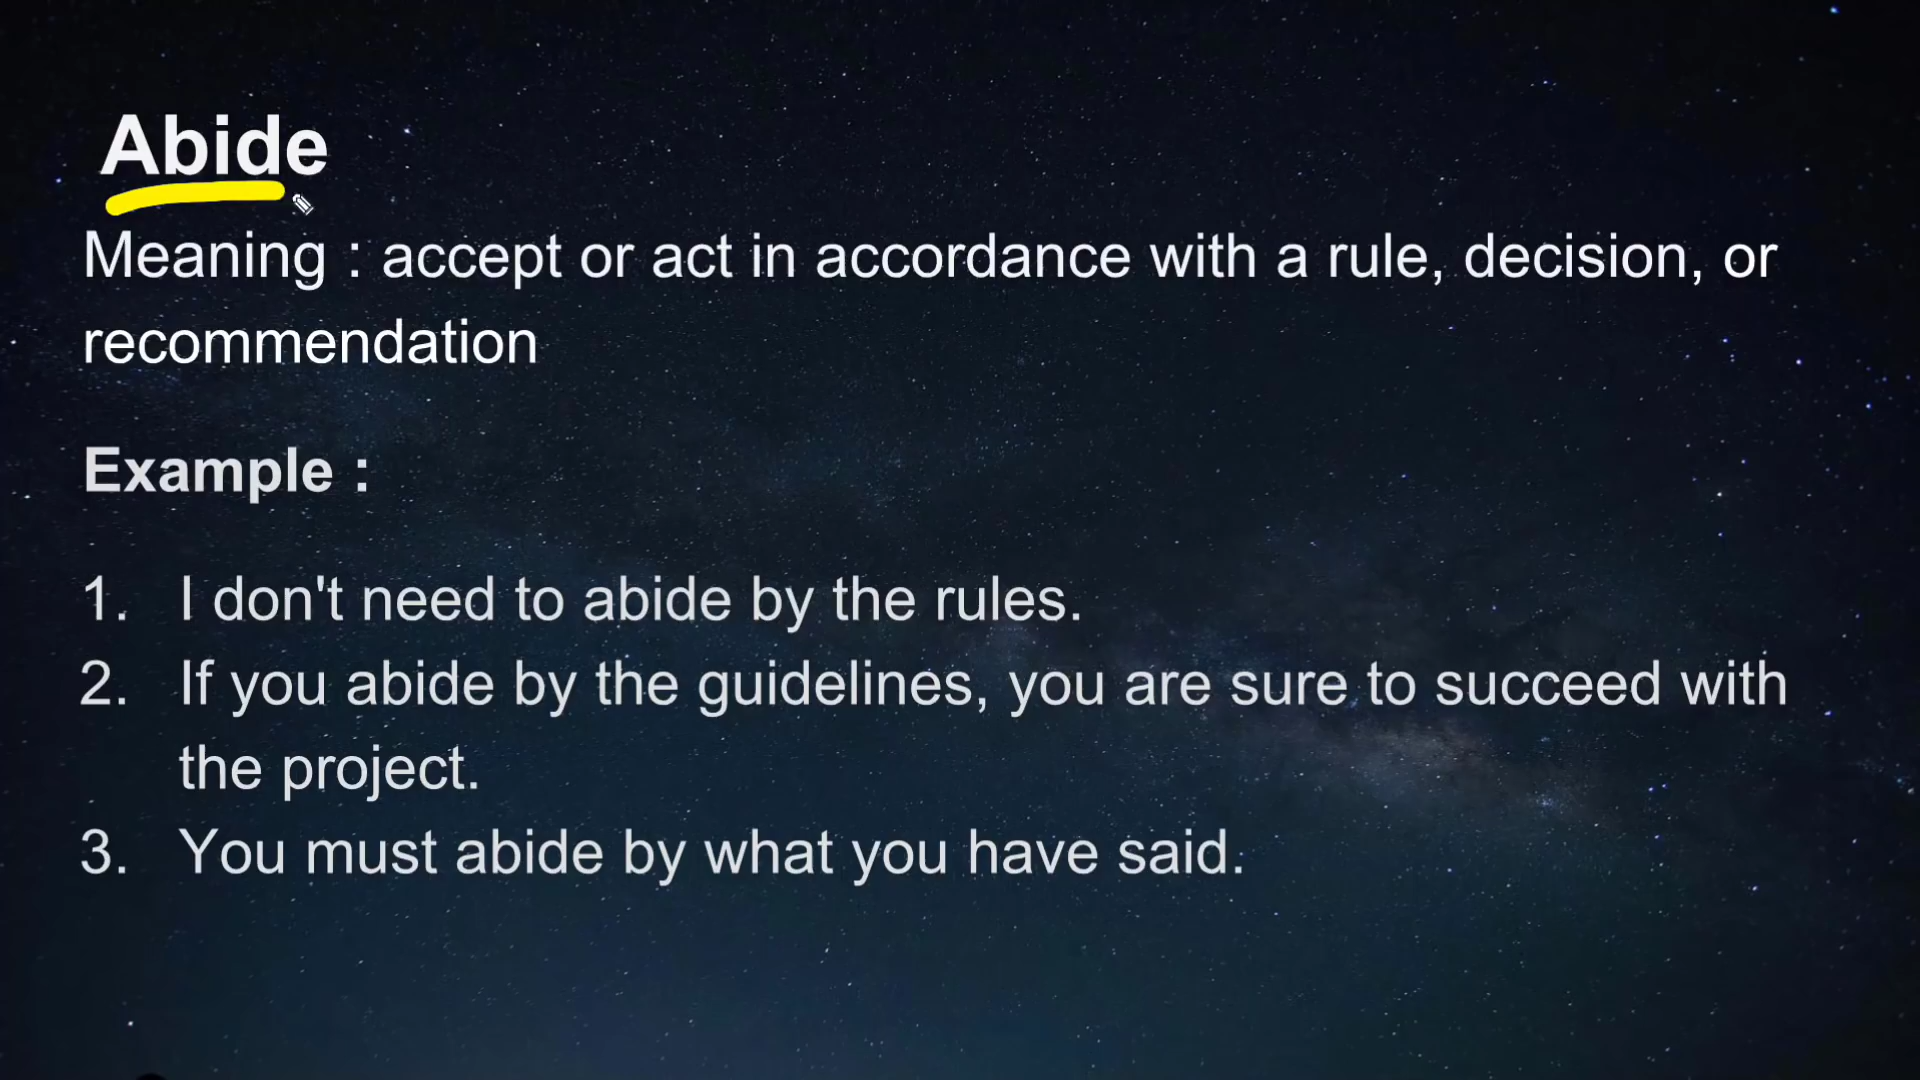 Abide
Meaning : accept or act in accordance with a rule, decision, or
recommendation
Example :
1. I don't need to abide by the rules.
2. If you abide by the guidelines, you are sure to succeed with
the project.
3. You must abide by what you have said.